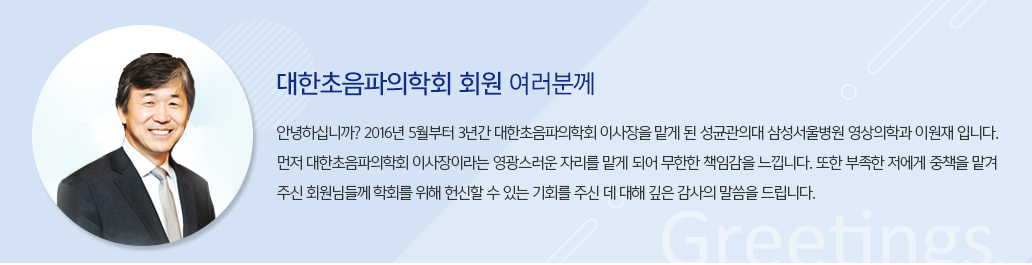 대한초음파의학회 회원 여러분께
안녕하십니까? 2016년 5월부터 3년간 대한초음파의학회 이사장을 맡게 된 성균관의대 삼성서울병원 영상의학과 이원재 입니다.
먼저 대한초음파의학회 이사장이라는 영광스러운 자리를 맡게 되어 무한한 책임감을 느낍니다. 또한 부족한 저에게 중책을 맡겨
주신 회원님들께 학회를 위해 헌신할 수 있는 기회를 주신 데 대해 깊은 감사의 말씀을 드립니다.
Greetings.